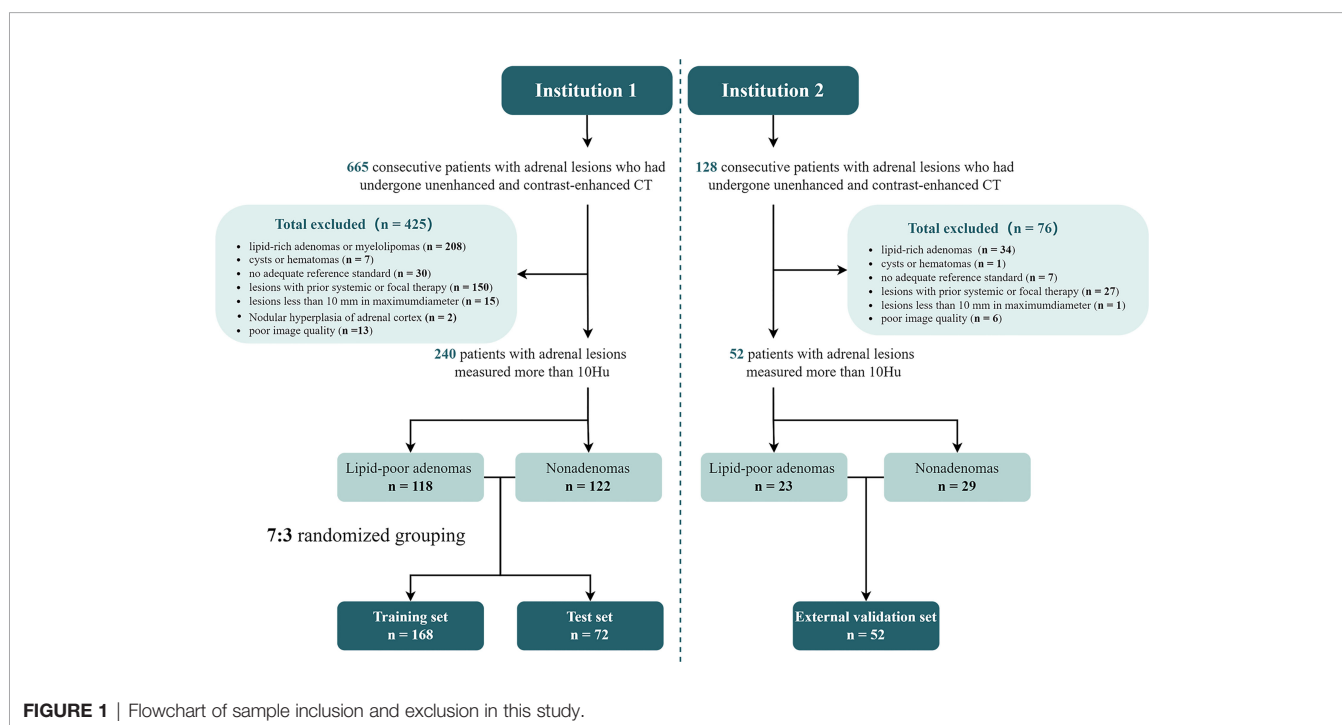 Institution 1
665 consecutive patients with adrenal lesions who had
undergone unenhanced and contrast-enhanced CT
Total excluded (n = 425)
• lipid-rich adenomas or myelolipomas (n = 208)
• cysts or hematomas (n = 7)
• no adequate reference standard (n = 30)
• lesions with prior systemic or focal therapy (n = 150)
• lesions less than 10 mm in maximumdiameter (n = 15)
• Nodular hyperplasia of adrenal cortex (n = 2)
• poor image quality (n =13)
240 patients with adrenal lesions
measured more than 10Hu
Lipid-poor adenomas
n = 118
Nonadenomas
n = 122
7:3 randomized grouping
Training set
n = 168
Test set
n = 72
Institution 2
128 consecutive patients with adrenal lesions who had
undergone unenhanced and contrast-enhanced CT
Total excluded (n = 76)
• lipid-rich adenomas (n = 34)
• cysts or hematomas (n = 1)
• no adequate reference standard (n = 7)
• lesions with prior systemic or focal therapy (n = 27)
• lesions less than 10 mm in maximumdiameter (n = 1)
• poor image quality (n = 6)
52 patients with adrenal lesions
measured more than 10Hu
Lipid-poor adenomas
n = 23
Nonadenomas
n = 29
External validation set
n = 52
FIGURE 1 | Flowchart of sample inclusion and exclusion in this study.